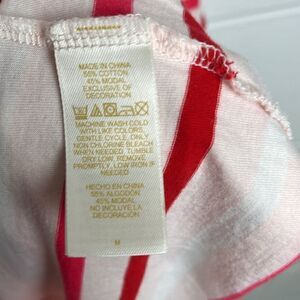 MADE IN CHINA
55% COTTON
45% MODAL
EXCLUSIVE OF
DECORATION
MACHINE WASH COLD
WITH LIKE COLORS,
GENTLE CYCLE. ONLY
NON CHLORINE BLEACH
WHEN NEEDED. TUMBLE
DRY LOW. REMOVE
PROMPTLY, LOW IRON IF
NEEDED
HECHO EN CHINA
55% ALGODÓN
45% MODAL
NO INCLUYE LA
DECORACIÓN
M